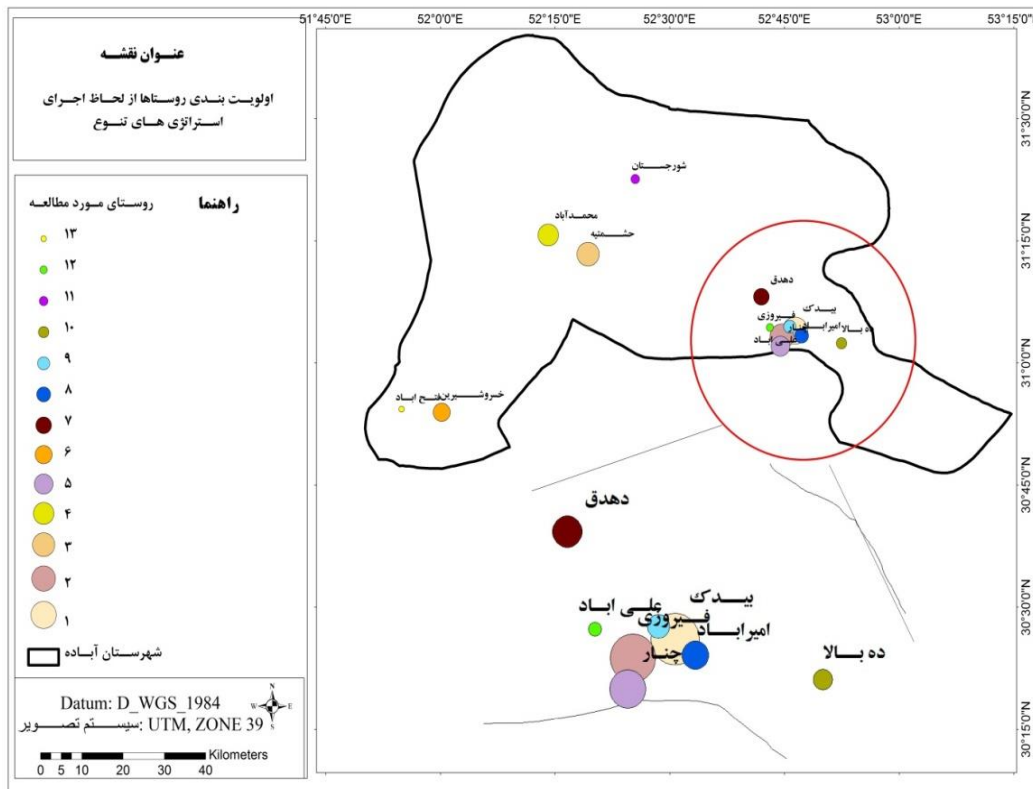 عنوان نقشه
اولویت بندی روستاها از لحاظ اجرای
استراتژی های تنوع
راهنما
روستای مورد مطالعه
۱۳
۱۲
۱۱
۱۰
۹
۸
۷
۶
۵
۴
۳
۲
۱
شهرستان آباده
Datum: D_WGS_1984
سیستم تصویر: UTM, ZONE 39
N
W
E
S
Kilometers
0 5 10 20 30 40
51°45'0"E 52°0'0"E 52°15'0"E 52°30'0"E 52°45'0"E 53°0'0"E 53°15'0"E
31°30'0"N
31°15'0"N
31°0'0"N
30°45'0"N
30°30'0"N
30°15'0"N
شورجستان
محمدآباد
حشمتیه
دهدق
بیدک
فیروزی
امیراباد
چنار
ده بالا
علی اباد
خروشیرین
فتح اباد
دهدق
بیدک
علی اباد
فیروزی
امیراباد
چنار
ده بالا